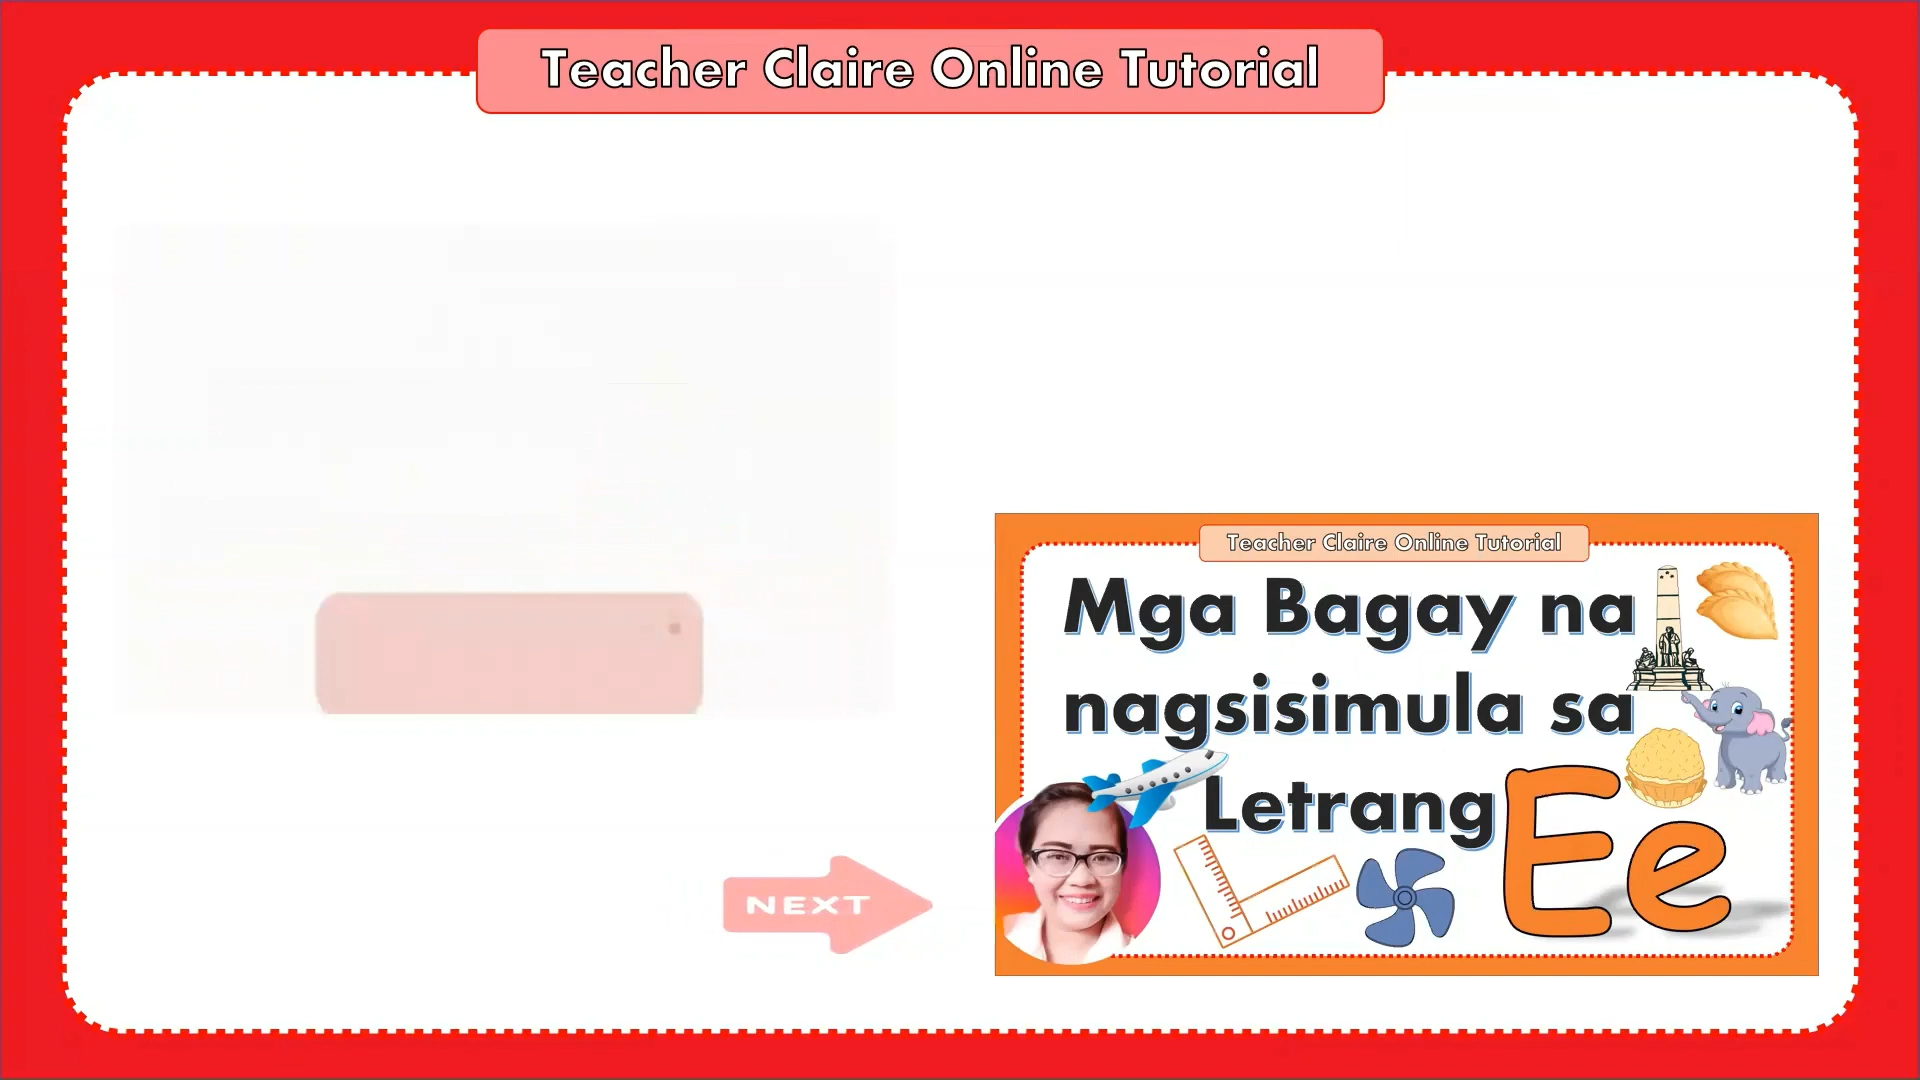 Teacher Claire Online Tutorial
Teacher Claire Online Tutorial
Mga Bagay na
nagsisimula sa
Letrang Ee
NEXT